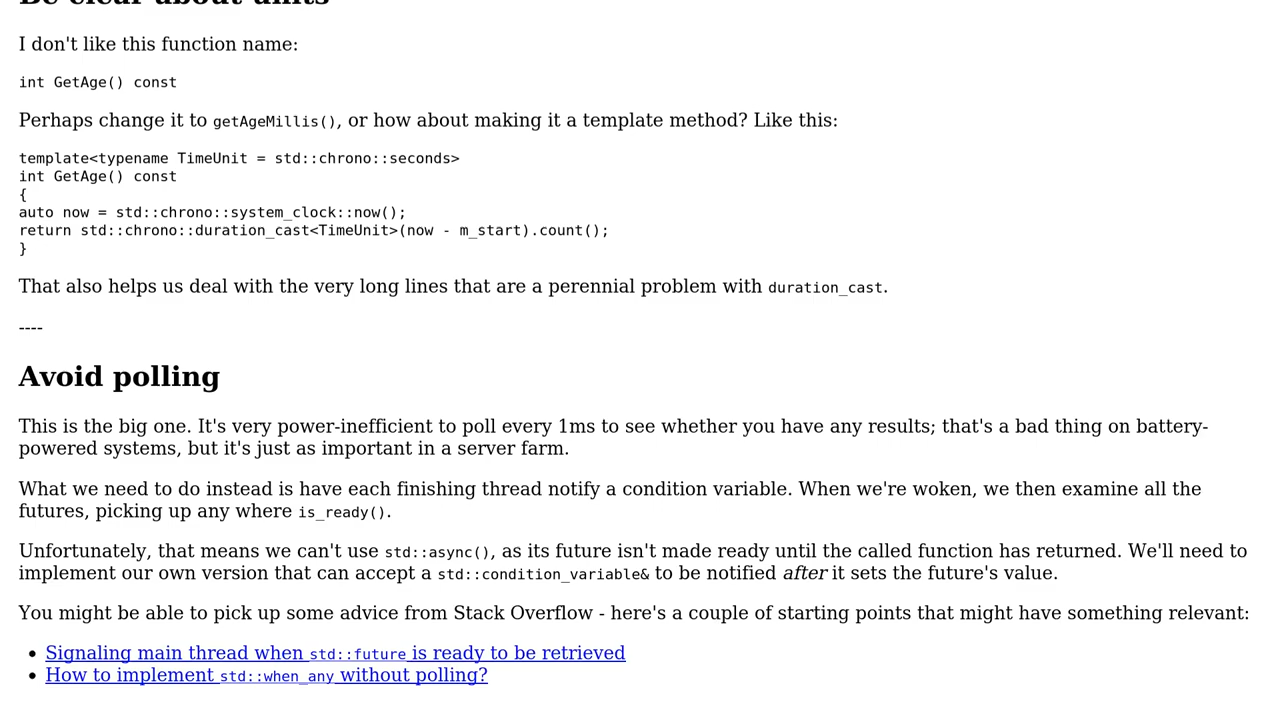 Be clear about units
I don't like this function name:
int GetAge() const
Perhaps change it to getAgeMillis(), or how about making it a template method? Like this:
template<typename TimeUnit = std::chrono::seconds>
int GetAge() const
{
auto now = std::chrono::system_clock::now();
return std::chrono::duration_cast<TimeUnit>(now - m_start).count();
}
That also helps us deal with the very long lines that are a perennial problem with duration_cast.
----
Avoid polling
This is the big one. It's very power-inefficient to poll every 1ms to see whether you have any results; that's a bad thing on battery-
powered systems, but it's just as important in a server farm.
What we need to do instead is have each finishing thread notify a condition variable. When we're woken, we then examine all the
futures, picking up any where is_ready().
Unfortunately, that means we can't use std::async(), as its future isn't made ready until the called function has returned. We'll need to
implement our own version that can accept a std::condition_variable& to be notified after it sets the future's value.
You might be able to pick up some advice from Stack Overflow - here's a couple of starting points that might have something relevant:
• Signaling main thread when std::future is ready to be retrieved
• How to implement std::when_any without polling?